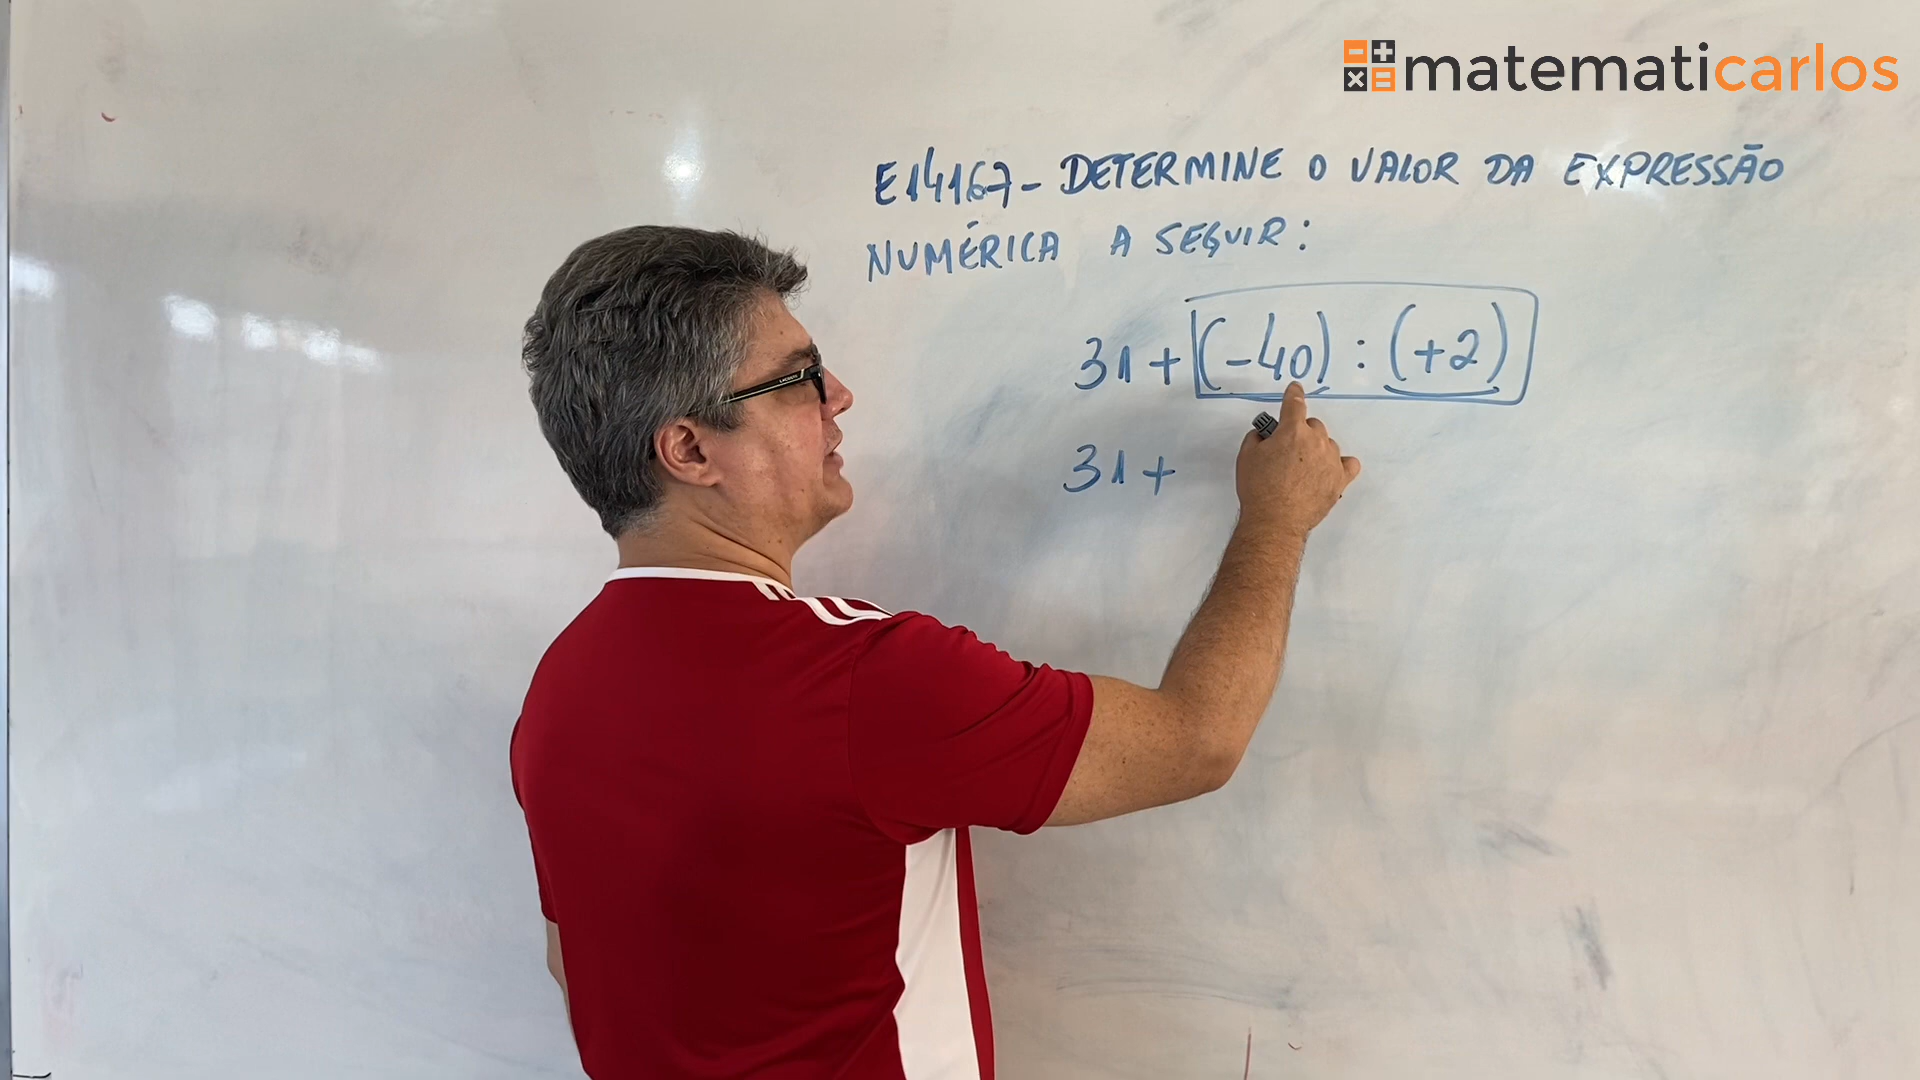 matematicarlos
E14167- DETERMINE O VALOR DA EXPRESSÃO
NUMÉRICA A SEGUIR:
31 + (-40) : (+2)
31 +